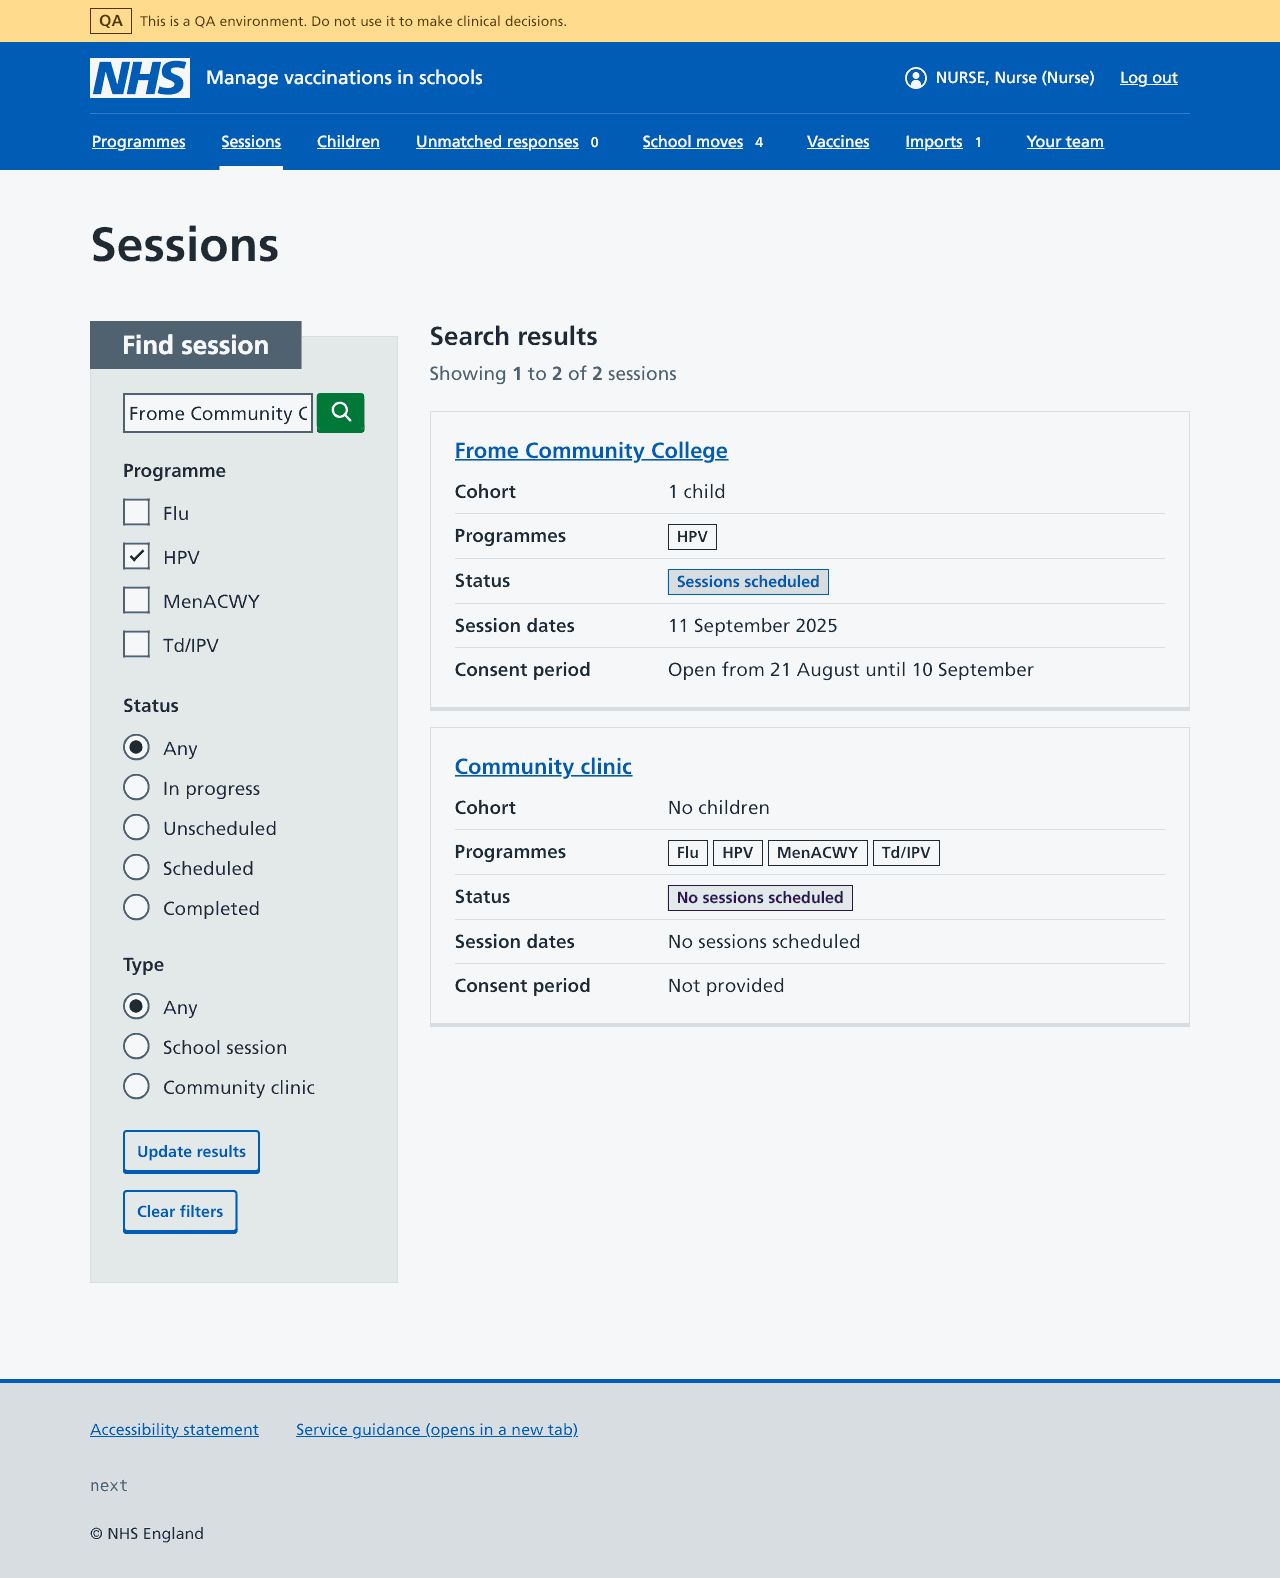 QA This is a QA environment. Do not use it to make clinical decisions.
NHS Manage vaccinations in schools NURSE, Nurse (Nurse) Log out
Programmes Sessions Children Unmatched responses 0 School moves 4 Vaccines Imports 1 Your team
Sessions
Find session
Frome Community C
Programme
Flu
HPV
MenACWY
Td/IPV
Status
Any
In progress
Unscheduled
Scheduled
Completed
Type
Any
School session
Community clinic
Update results
Clear filters
Search results
Showing 1 to 2 of 2 sessions
Frome Community College
Cohort 1 child
Programmes HPV
Status Sessions scheduled
Session dates 11 September 2025
Consent period Open from 21 August until 10 September
Community clinic
Cohort No children
Programmes Flu HPV MenACWY Td/IPV
Status No sessions scheduled
Session dates No sessions scheduled
Consent period Not provided
Accessibility statement Service guidance (opens in a new tab)
next
© NHS England